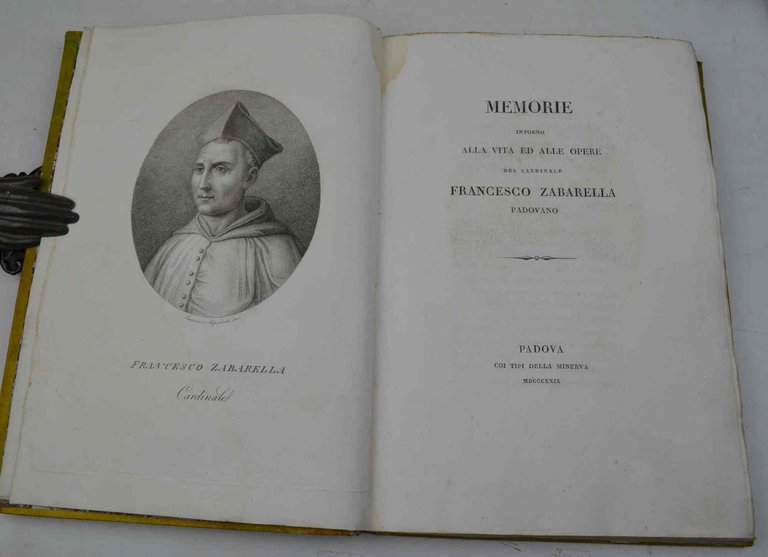 FRANCESCO ZABARELLA
Cardinale
MEMORIE
INTORNO
ALLA VITA ED ALLE OPERE
DEL CARDINALE
FRANCESCO ZABARELLA
PADOVANO
PADOVA
COI TIPI DELLA MINERVA
MDCCCXXIX